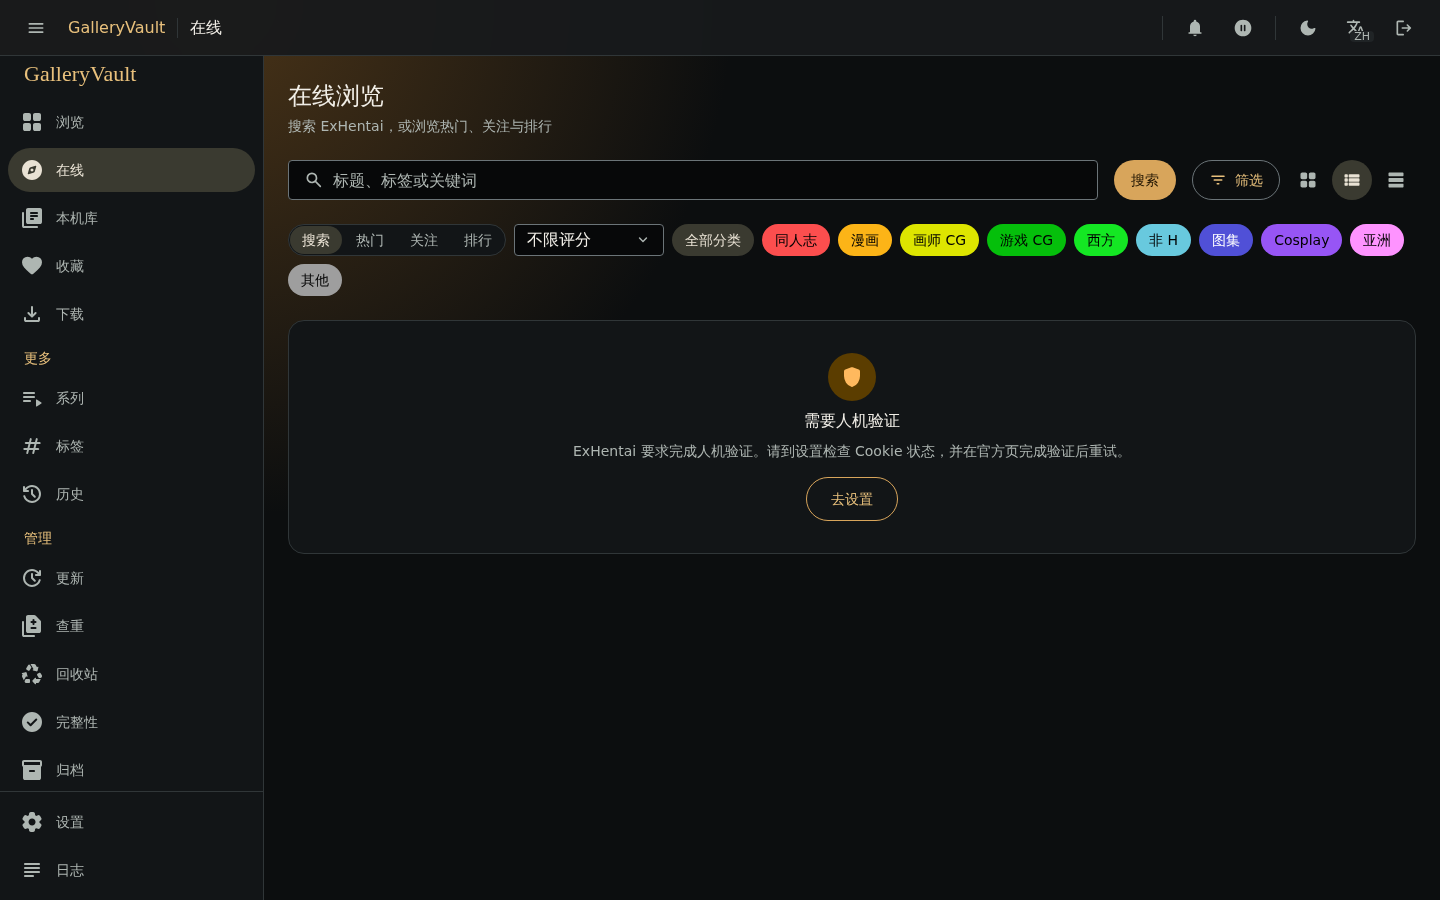 GalleryVault
在线
ZH
GalleryVault
浏览
在线
本机库
收藏
下载
更多
系列
标签
历史
管理
更新
查重
回收站
完整性
归档
设置
日志
在线浏览
搜索 ExHentai，或浏览热门、关注与排行
标题、标签或关键词
搜索
筛选
搜索 热门 关注 排行 不限评分 全部分类 同人志 漫画 画师 CG 游戏 CG 西方 非 H 图集 Cosplay 亚洲
其他
需要人机验证
ExHentai 要求完成人机验证。请到设置检查 Cookie 状态，并在官方页完成验证后重试。
去设置